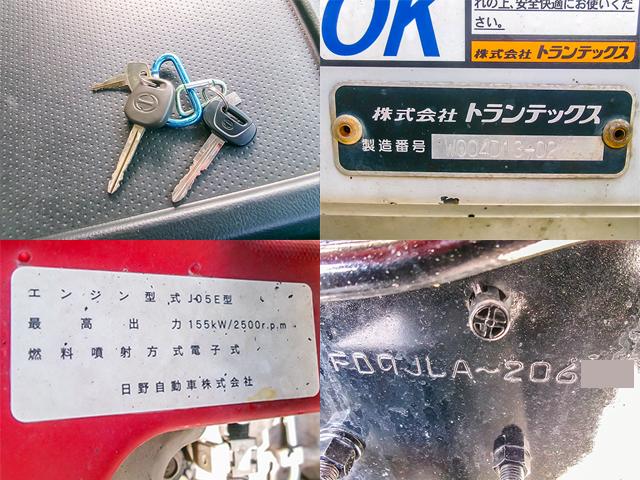 OK
れの上、安全快適にお使いくだ
さい。
株式会社トランテックス
株式会社トランテックス
製造番号
エンジン型式 J05E型
最高出力 155kW/2500r.p.m
燃料噴射方式 電子式
日野自動車株式会社
FD9JLA~206